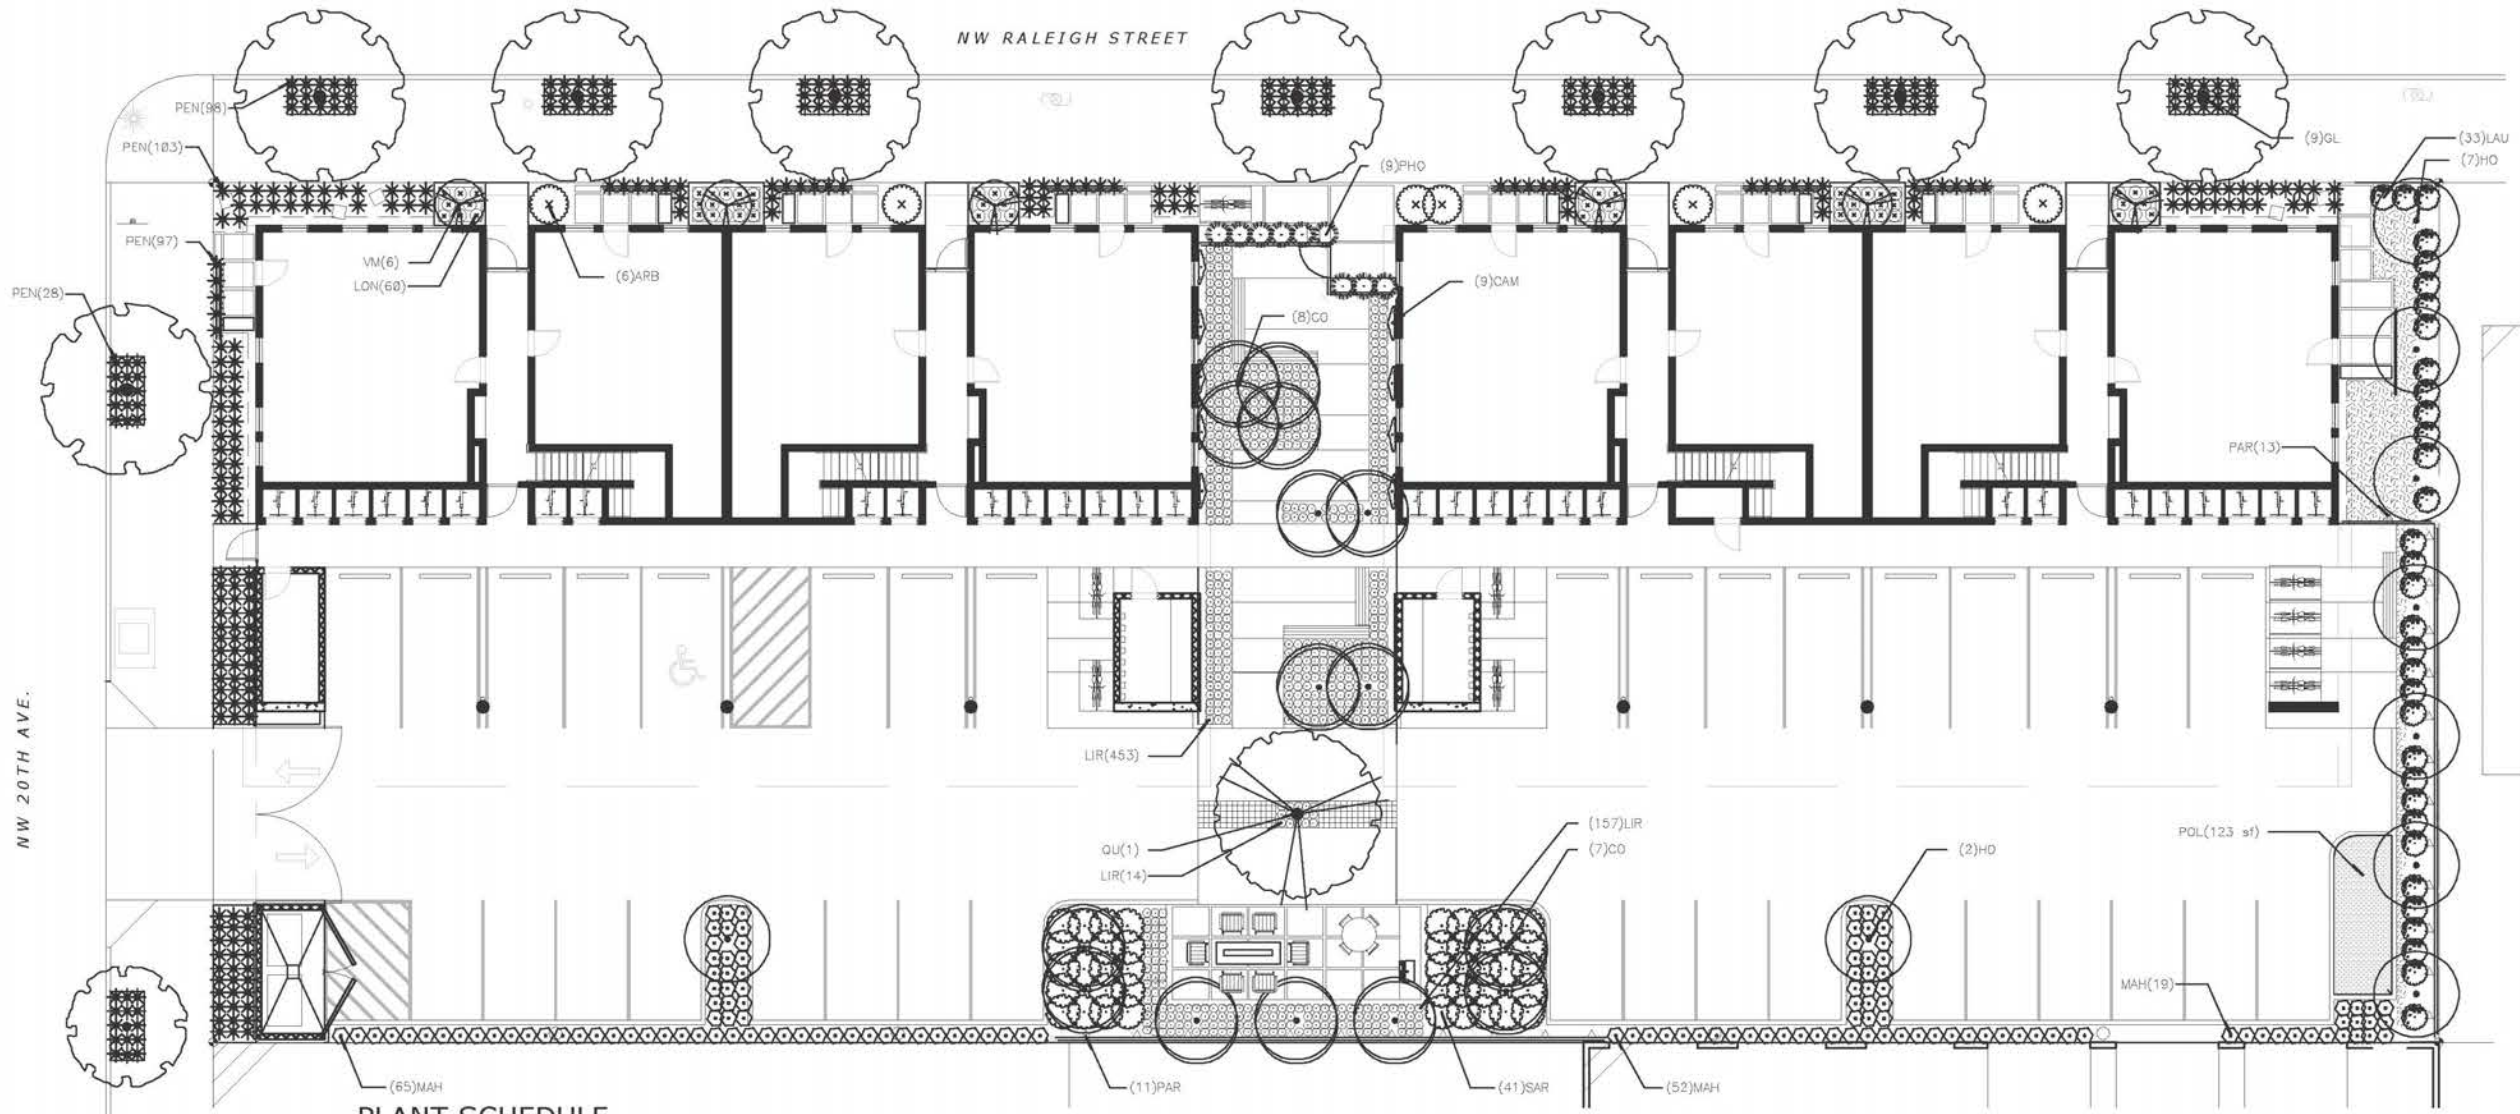 NW RALEIGH STREET
PEN(98)
PEN(103)
(9)GL
(33)LAU
(7)HO
(9)PHO
PEN(97)
VM(6)
LON(60)
(6)ARB
(9)CAM
PEN(28)
(8)CO
PAR(13)
LIR(453)
NW 20TH AVE.
(157)LIR
(7)CO
QU(1)
LIR(14)
(2)HO
POL(123 sf)
MAH(19)
(65)MAH
(11)PAR
(41)SAR
(52)MAH
PLANT SCHEDULE